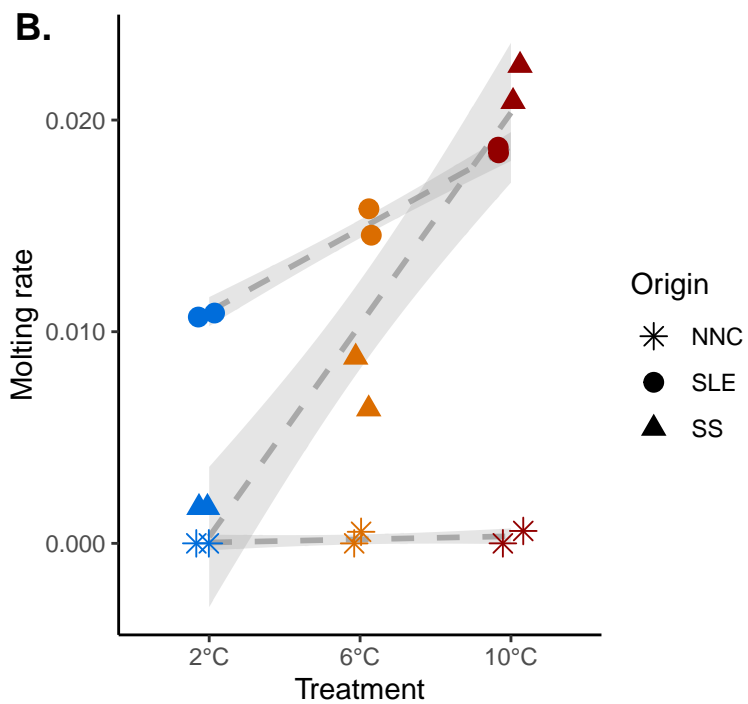 B.
0.020
0.010
0.000
Molting rate
2°C
6°C
10°C
Treatment
Origin
NNC
SLE
SS